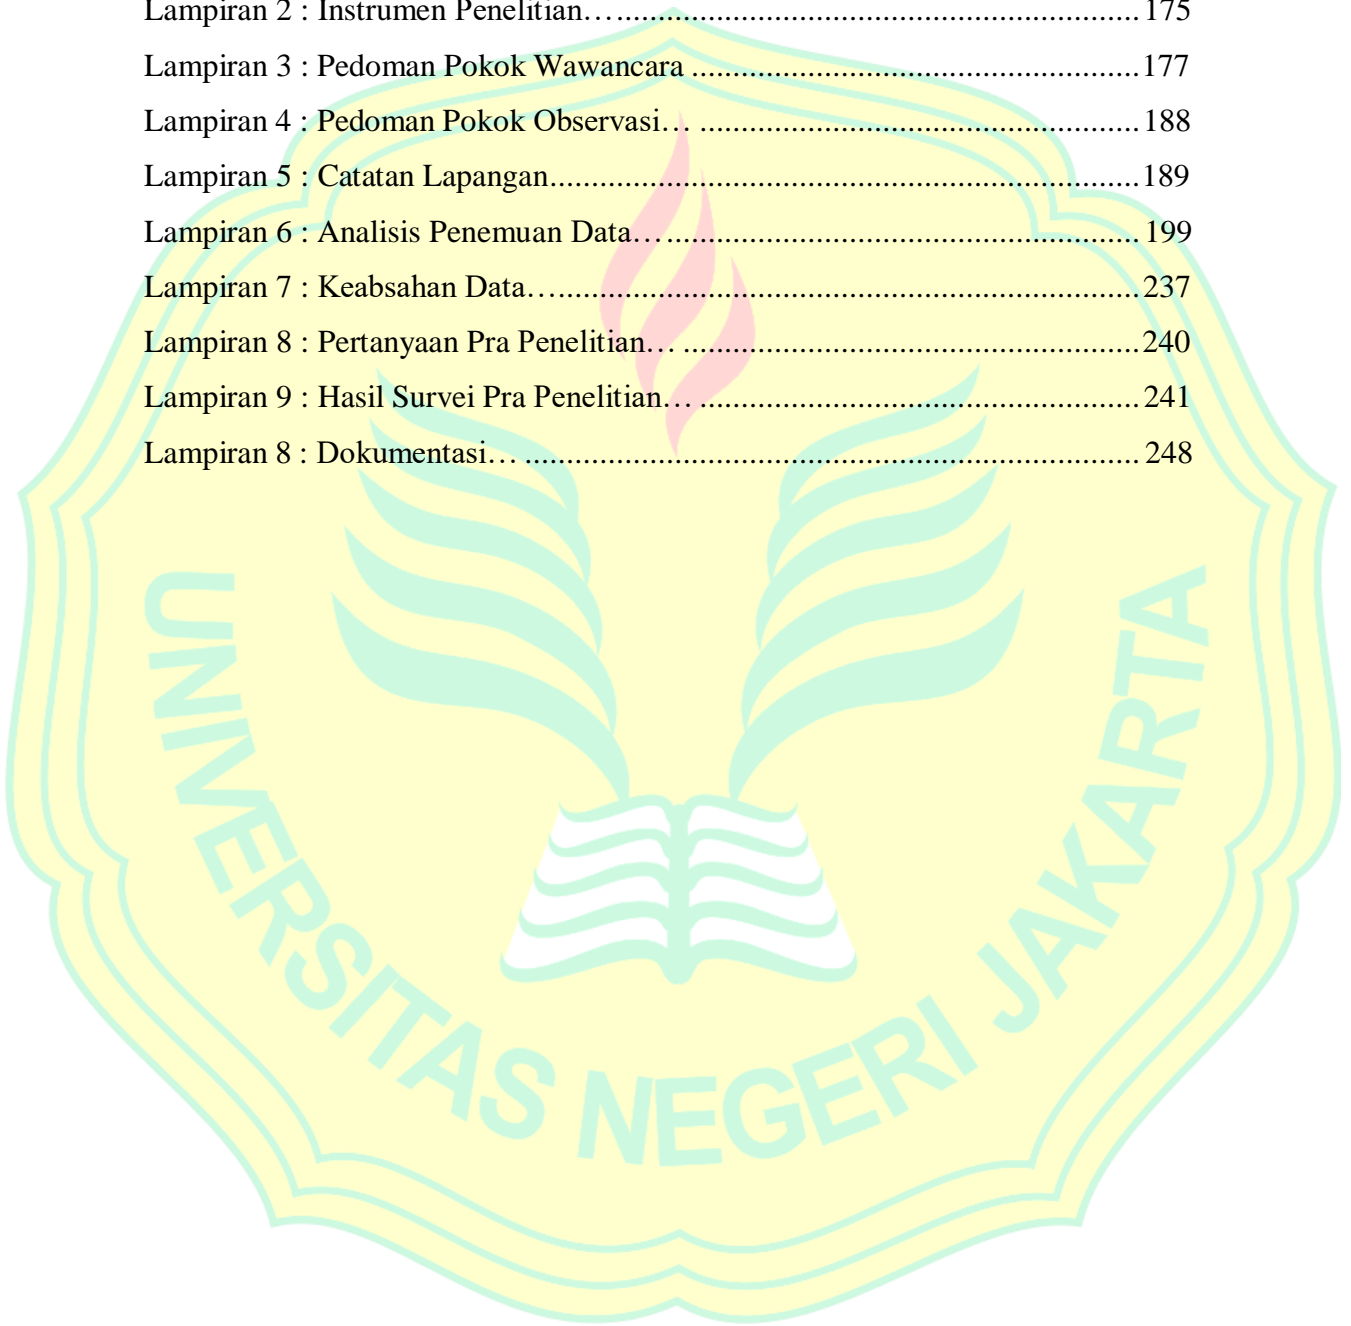 Lampiran 2 : Instrumen Penelitian…........................................................... 175
Lampiran 3 : Pedoman Pokok Wawancara ..................................................177
Lampiran 4 : Pedoman Pokok Observasi… .................................................188
Lampiran 5 : Catatan Lapangan..................................................................189
Lampiran 6 : Analisis Penemuan Data…..................................................... 199
Lampiran 7 : Keabsahan Data….................................................................237
Lampiran 8 : Pertanyaan Pra Penelitian… ..................................................240
Lampiran 9 : Hasil Survei Pra Penelitian… .................................................241
Lampiran 8 : Dokumentasi… ..................................................................... 248
UNIVERSITAS NEGERI JAKARTA